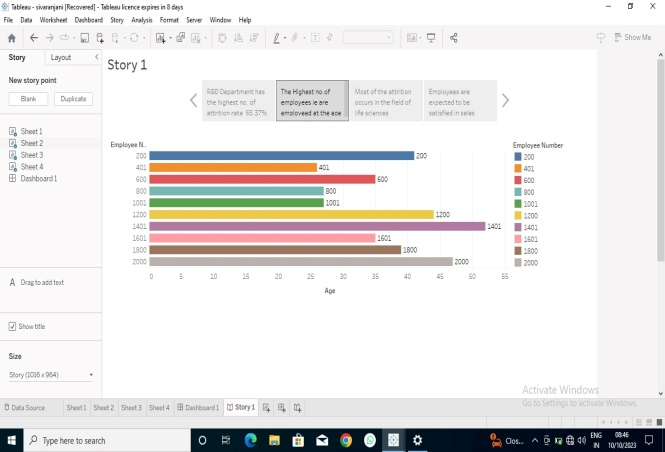 Tableau - siwranjani [Recovered] - Tableau licence expires in 8 days
File Data Worksheet Dashboard Story Analysis Format Server Window Help
Show Me
Story Layout
New story point
Blank Duplicate
Sheet 1
Sheet 2
Sheet 3
Sheet 4
Dashboard 1
Drag to add text
Show title
Size
Story (1016 x 964)
Story 1
R&D Department has
the highest no. of
attrition rate 65.37%
The Highest no.of
employees ie are
employeed at the age
Most of the attrition
occurs in the field of
life sciences
Employees are
expected to be
satisfied in sales
Employee N..
200 200
401 401
600 600
800 800
1001 1001
1200 1200
1401 1401
1601 1601
1800 1800
2000 2000
0 5 10 15 20 25 30 35 40 45 50 55
Age
Employee Number
200
401
600
800
1001
1200
1401
1601
1800
2000
Activate Windows
Go to Settings to activate Windows.
Data Source Sheet 1 Sheet 2 Sheet 3 Sheet 4 Dashboard 1 Story 1
Type here to search
Clos...
ENG
IN
08:46
10/10/2023